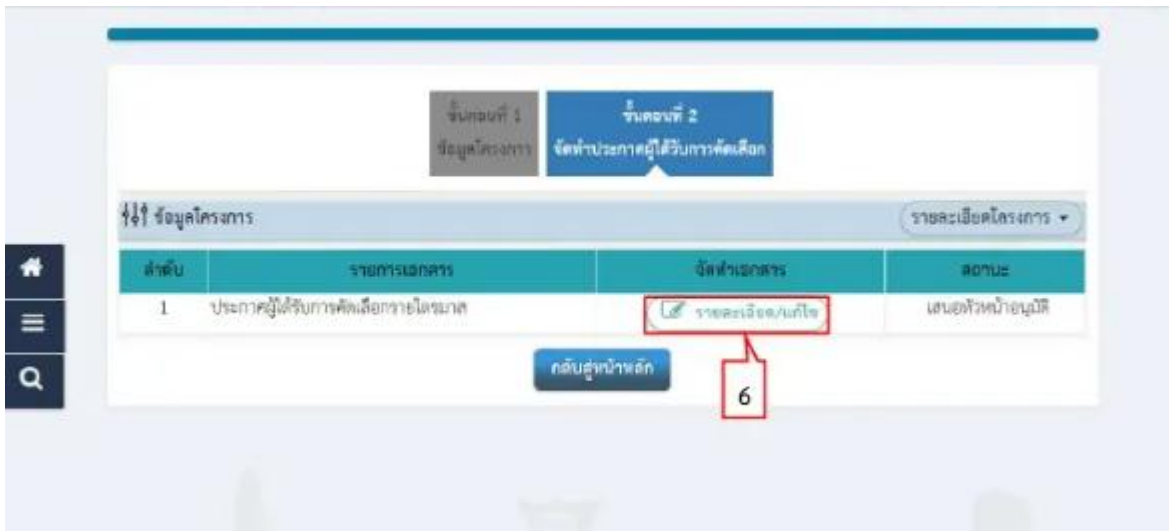 ขั้นตอนที่ 1
ข้อมูลโครงการ
ขั้นตอนที่ 2
จัดทำประกาศผู้ได้รับการคัดเลือก
ข้อมูลโครงการ
รายละเอียดโครงการ
ลำดับ รายการเอกสาร จัดทำเอกสาร สถานะ
1 ประกาศผู้ได้รับการคัดเลือกรายไตรมาส รายละเอียด/แก้ไข เสนอหัวหน้าอนุมัติ
กลับสู่หน้าหลัก
6